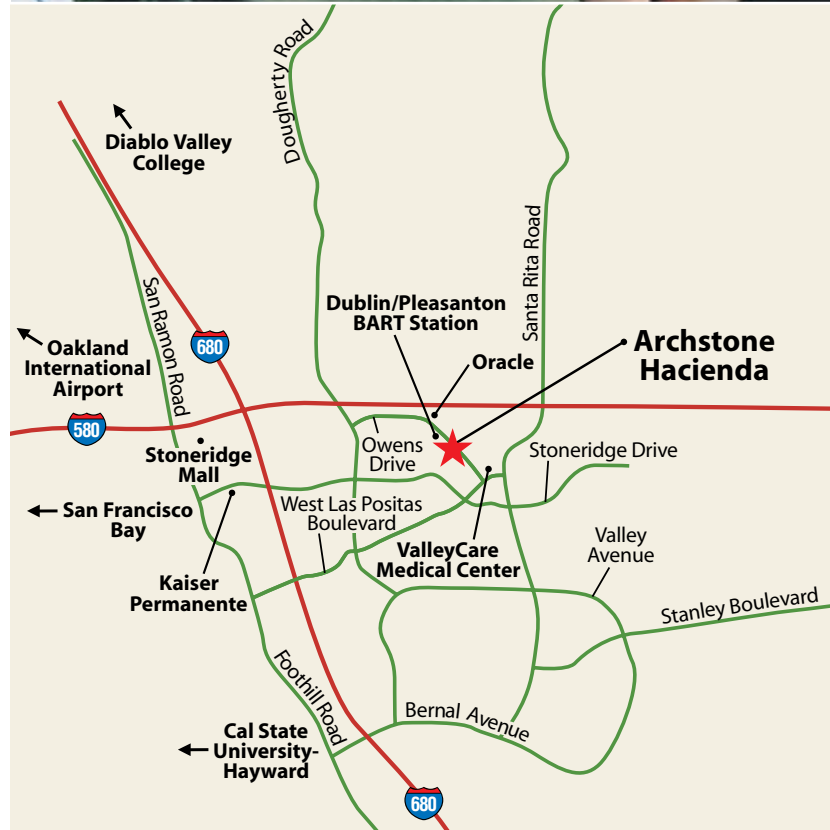 Dougherty Road
Diablo Valley
College
Santa Rita Road
San Ramon Road
Dublin/Pleasanton
BART Station
Archstone
Hacienda
Oakland
International
Airport
680
Oracle
580
Stoneridge
Mall
Owens
Drive
Stoneridge Drive
San Francisco
Bay
West Las Positas
Boulevard
ValleyCare
Medical Center
Valley
Avenue
Kaiser
Permanente
Stanley Boulevard
Foothill Road
Bernal Avenue
Cal State
University-
Hayward
680